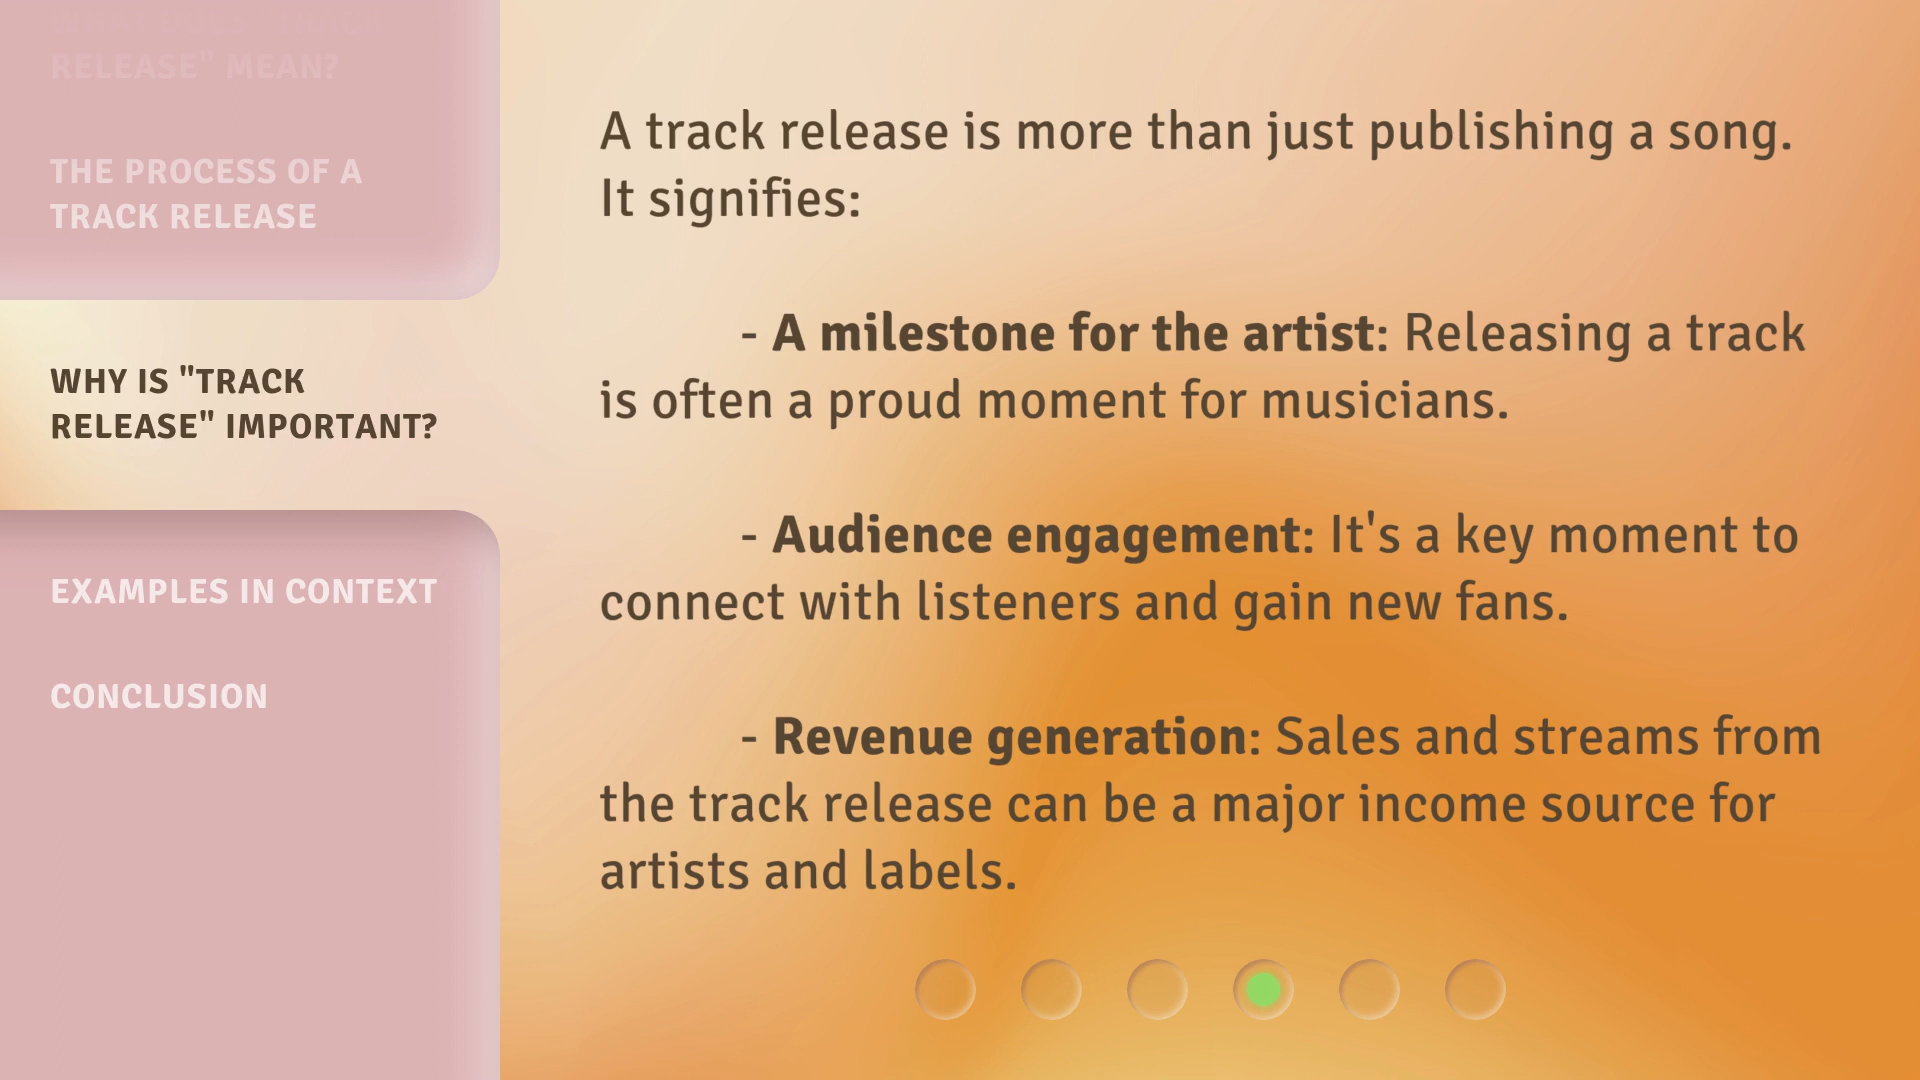 RELEASE" MEAN?
THE PROCESS OF A
TRACK RELEASE
WHY IS "TRACK
RELEASE" IMPORTANT?
EXAMPLES IN CONTEXT
CONCLUSION
A track release is more than just publishing a song.
It signifies:
- A milestone for the artist: Releasing a track
is often a proud moment for musicians.
- Audience engagement: It's a key moment to
connect with listeners and gain new fans.
- Revenue generation: Sales and streams from
the track release can be a major income source for
artists and labels.